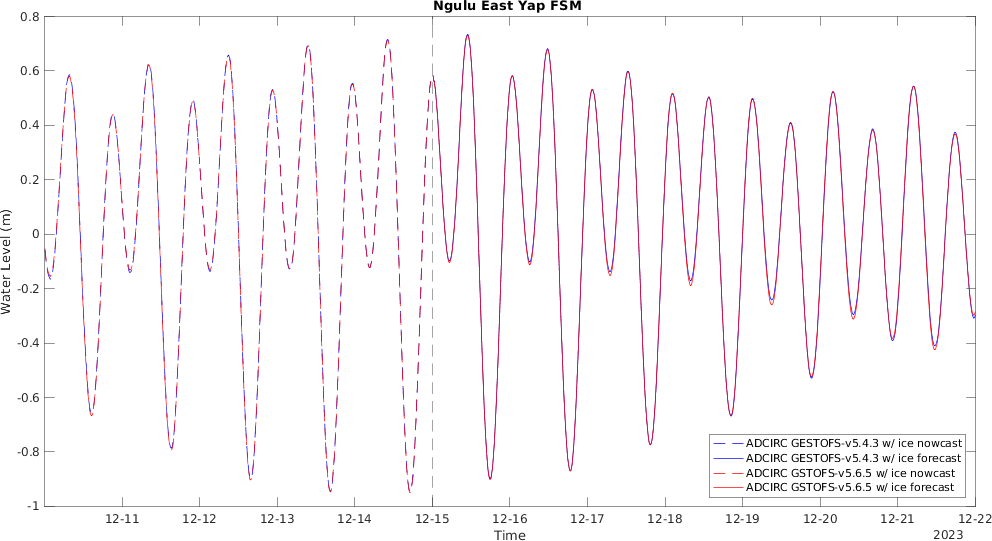 Ngulu East Yap FSM
0.8
0.6
0.4
0.2
0
-0.2
-0.4
-0.6
-0.8
-1
Water Level (m)
ADCIRC GESTOFS-v5.4.3 w/ ice nowcast
ADCIRC GESTOFS-v5.4.3 w/ ice forecast
ADCIRC GSTOFS-v5.6.5 w/ ice nowcast
ADCIRC GSTOFS-v5.6.5 w/ ice forecast
12-11 12-12 12-13 12-14 12-15 12-16 12-17 12-18 12-19 12-20 12-21 12-22
Time
2023